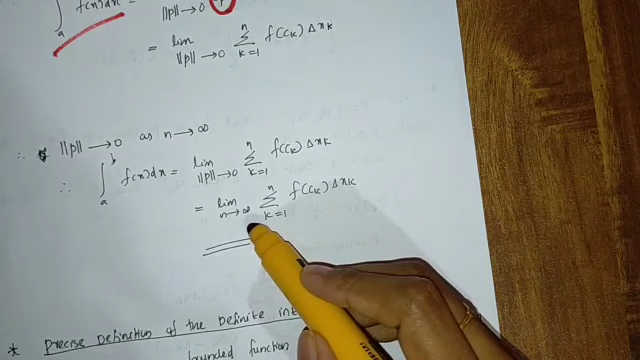 ∫ₐ f(x)dx = lim ||p||→0
= lim ||p||→0 Σ k=1 n f(cₖ) Δxₖ
∴ ||p|| → 0 as n → ∞
∴ ∫ₐᵇ f(x)dx = lim ||p||→0 Σ k=1 n f(cₖ) Δxₖ
= lim n→∞ Σ k=1 n f(cₖ) Δxₖ
* Precise Definition of the Definite
bounded function